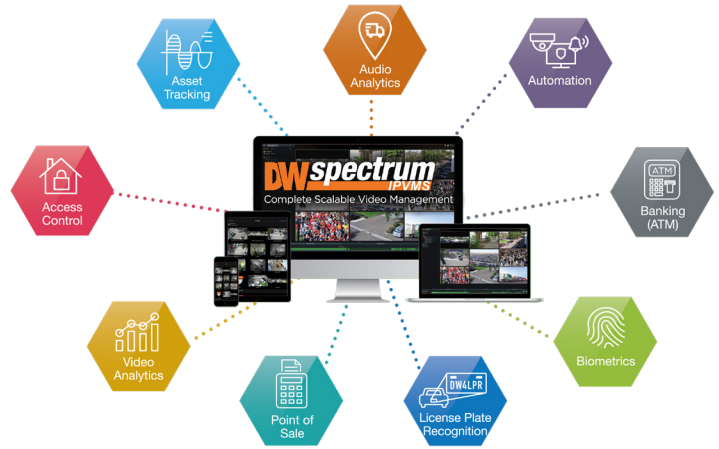 Asset
Tracking
Audio
Analytics
Automation
Access
Control
DW spectrum
IPVMS
Complete Scalable Video Management
ATM
Banking
(ATM)
Video
Analytics
Point of
Sale
DW4LPR
License Plate
Recognition
Biometrics